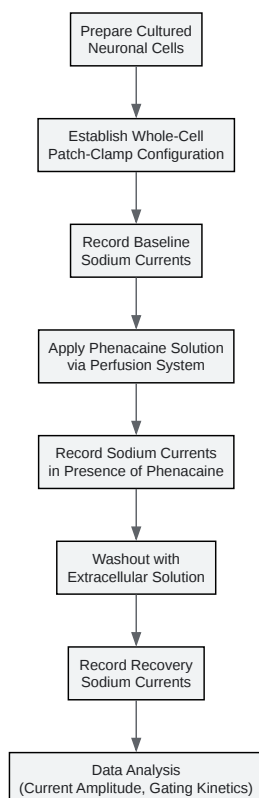 Prepare Cultured
Neuronal Cells
Establish Whole-Cell
Patch-Clamp Configuration
Record Baseline
Sodium Currents
Apply Phenacaine Solution
via Perfusion System
Record Sodium Currents
in Presence of Phenacaine
Washout with
Extracellular Solution
Record Recovery
Sodium Currents
Data Analysis
(Current Amplitude, Gating Kinetics)